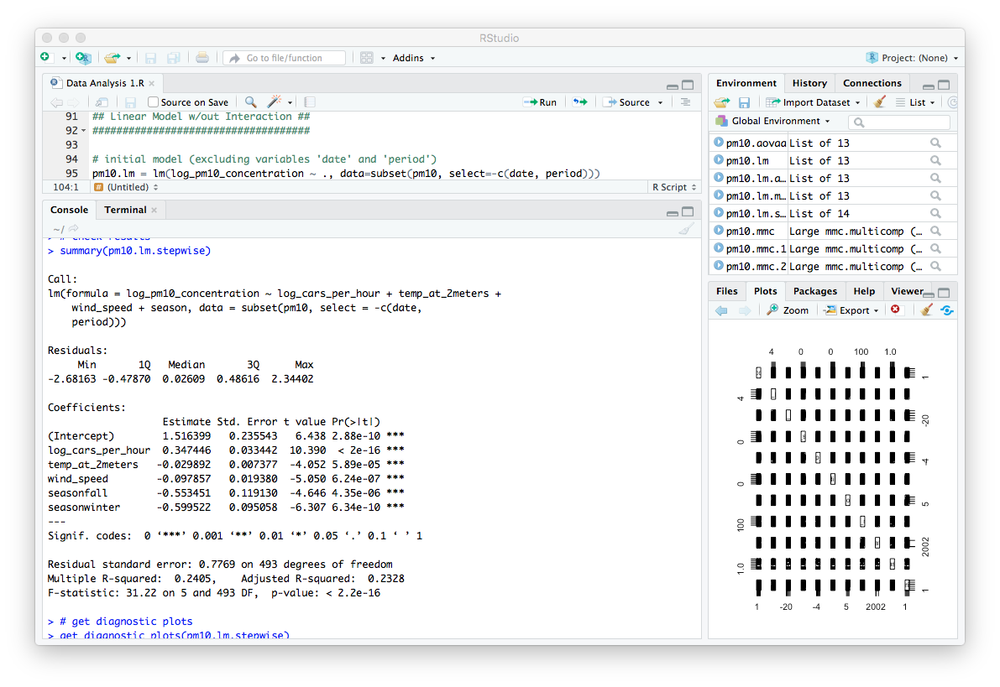 RStudio
Go to file/function Addins Project: (None)
Data Analysis 1.R
Source on Save Run Source
91 ## Linear Model w/out Interaction ##
92 ####################################
93
94 # initial model (excluding variables 'date' and 'period')
95 pm10.lm = lm(log_pm10_concentration ~ ., data=subset(pm10, select=-c(date, period)))
104:1 # (Untitled) R Script
Console Terminal
~/
> # check results
> summary(pm10.lm.stepwise)
Call:
lm(formula = log_pm10_concentration ~ log_cars_per_hour + temp_at_2meters +
wind_speed + season, data = subset(pm10, select = -c(date,
period)))
Residuals:
Min 1Q Median 3Q Max
-2.68163 -0.47870 0.02609 0.48616 2.34402
Coefficients:
Estimate Std. Error t value Pr(>|t|)
(Intercept) 1.516399 0.235543 6.438 2.88e-10 ***
log_cars_per_hour 0.347446 0.033442 10.390 < 2e-16 ***
temp_at_2meters -0.029892 0.007377 -4.052 5.89e-05 ***
wind_speed -0.097857 0.019380 -5.050 6.24e-07 ***
seasonfall -0.553451 0.119130 -4.646 4.35e-06 ***
seasonwinter -0.599522 0.095058 -6.307 6.34e-10 ***
---
Signif. codes: 0 ‘***’ 0.001 ‘**’ 0.01 ‘*’ 0.05 ‘.’ 0.1 ‘ ’ 1
Residual standard error: 0.7769 on 493 degrees of freedom
Multiple R-squared: 0.2405, Adjusted R-squared: 0.2328
F-statistic: 31.22 on 5 and 493 DF, p-value: < 2.2e-16
> # get diagnostic plots
> get diagnostic plots(pm10.lm.stepwise)
Environment History Connections
Import Dataset List
Global Environment
pm10.aovaa List of 13
pm10.lm List of 13
pm10.lm.a… List of 13
pm10.lm.m… List of 13
pm10.lm.s… List of 14
pm10.mmc Large mmc.multicomp (…
pm10.mmc.1 Large mmc.multicomp (…
pm10.mmc.2 Large mmc.multicomp (…
Files Plots Packages Help Viewer
Zoom Export
4 0 0 100 1.0
1
4
-20
0
-4
0
5
100
2002
1.0
1
1 -20 -4 5 2002 1